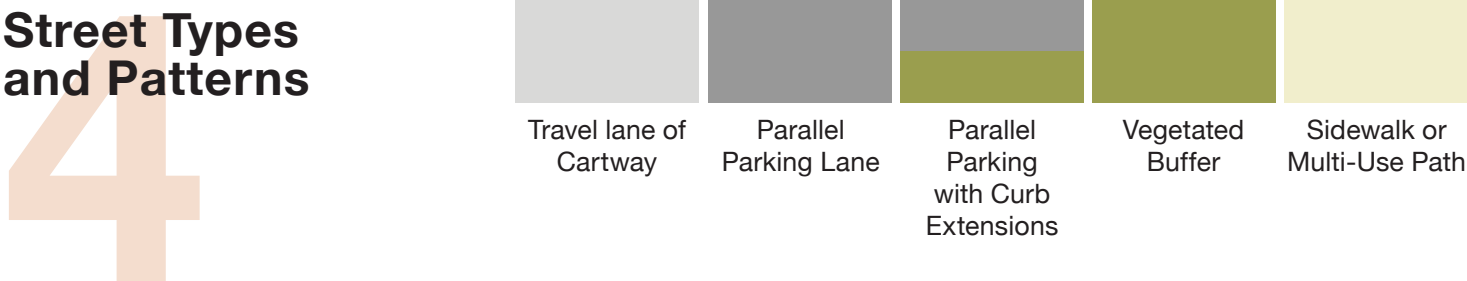 4
Street Types
and Patterns
Travel lane of
Cartway
Parallel
Parking Lane
Parallel
Parking
with Curb
Extensions
Vegetated
Buffer
Sidewalk or
Multi-Use Path